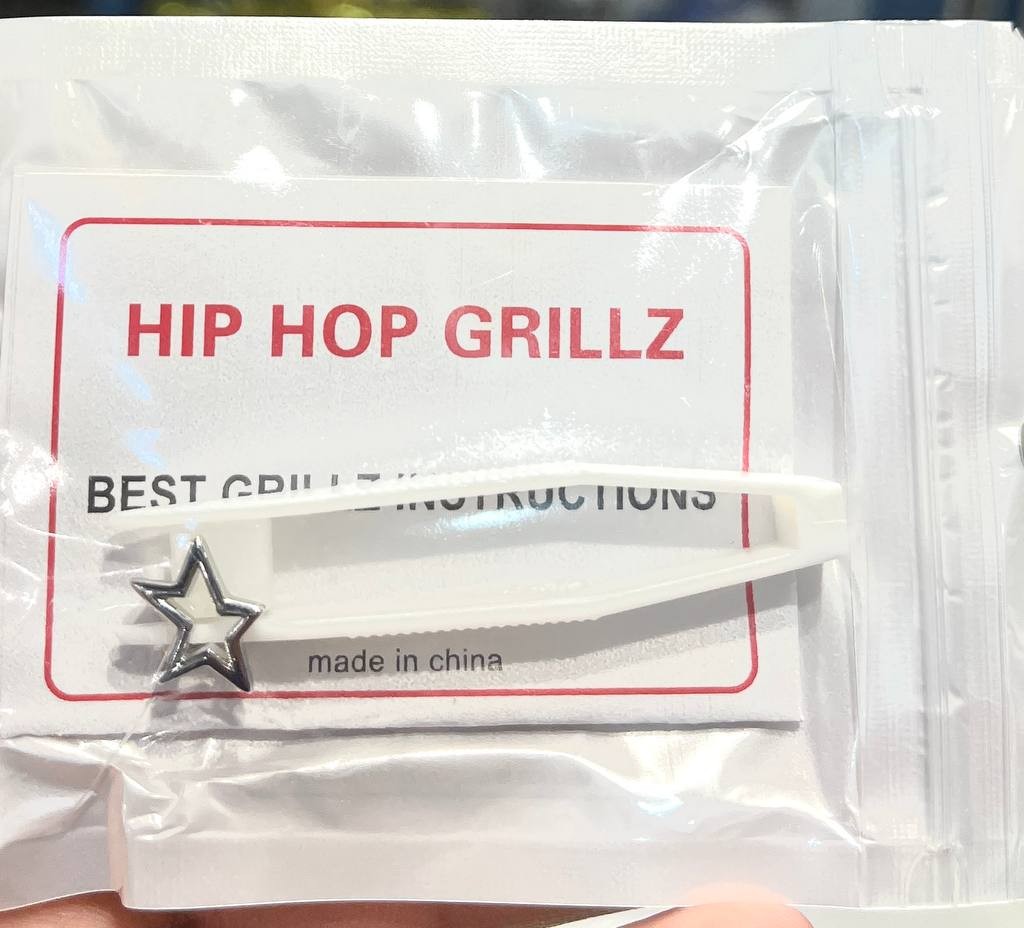 HIP HOP GRILLZ
BEST GRILLZ INSTRUCTIONS
made in china